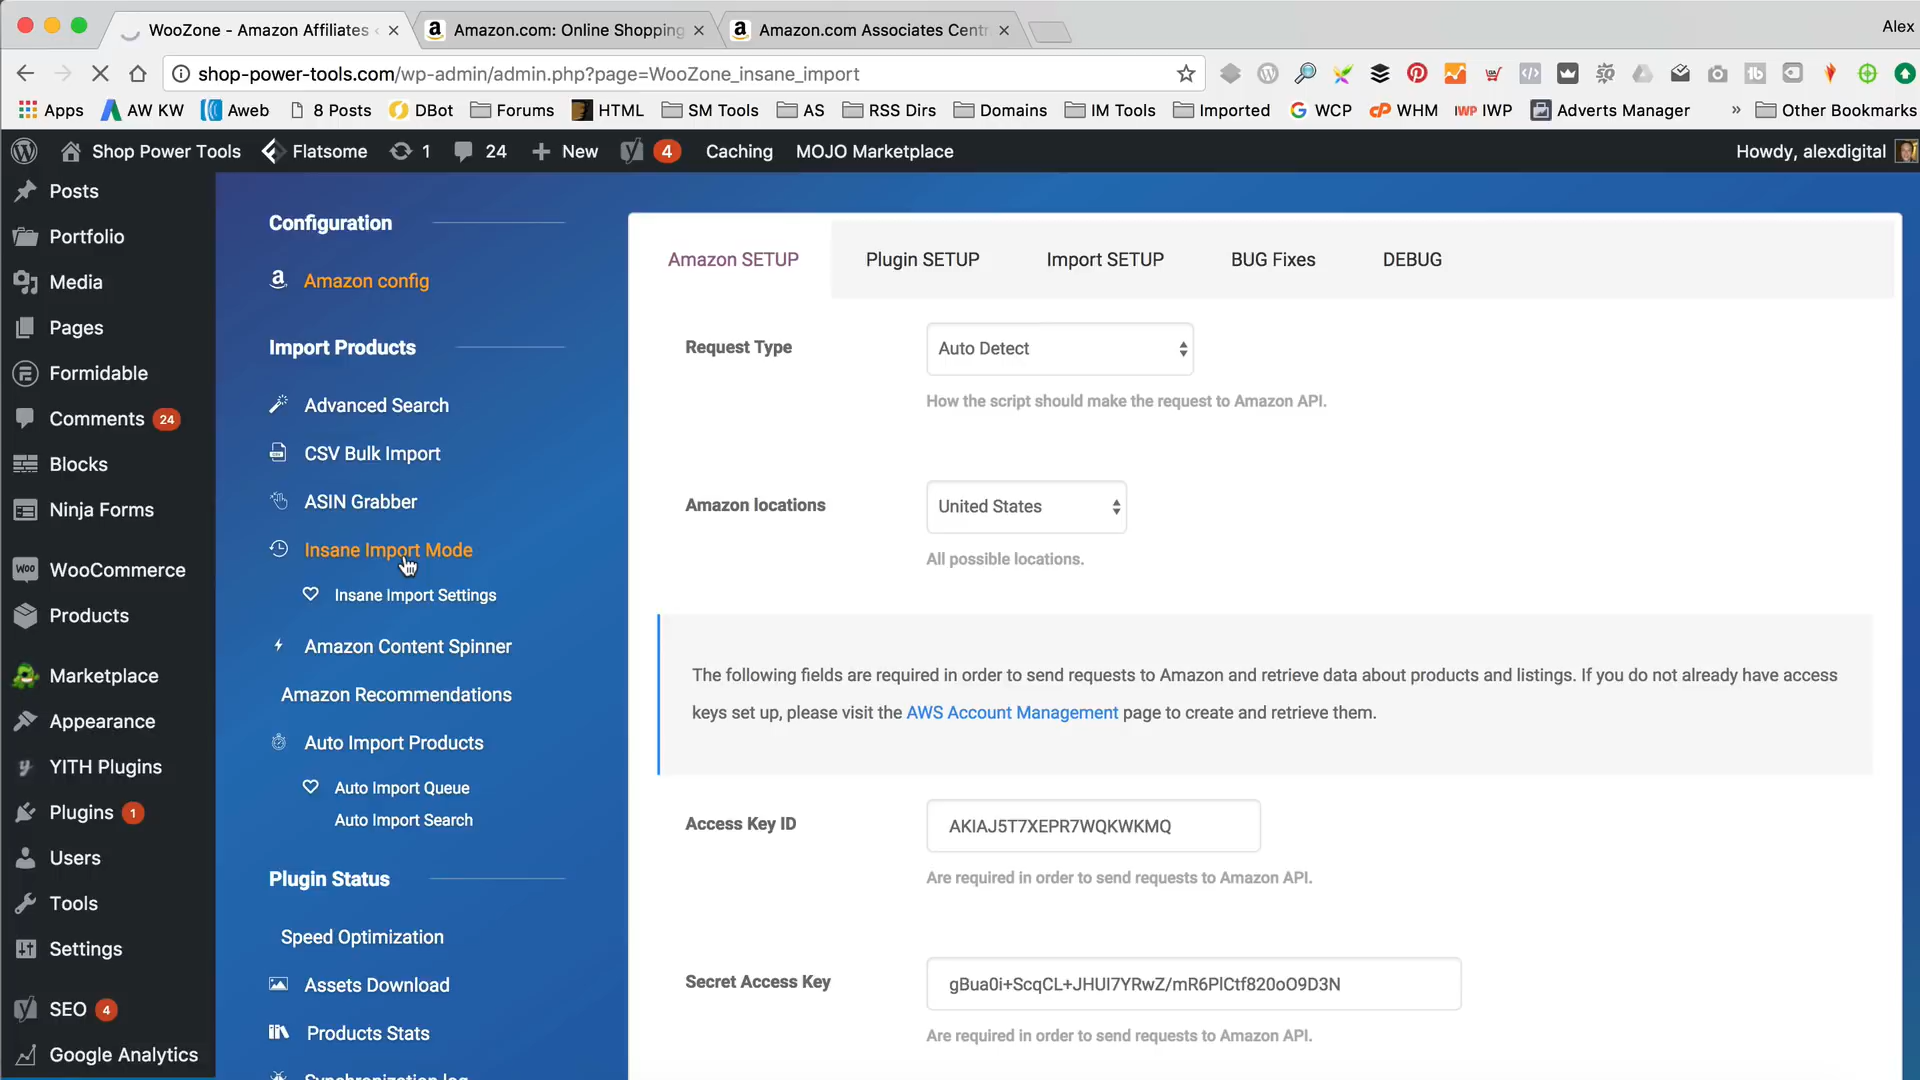 WooZone - Amazon Affiliates
Amazon.com: Online Shopping
Amazon.com Associates Centr
Alex
shop-power-tools.com/wp-admin/admin.php?page=WooZone_insane_import
Apps AW KW Aweb 8 Posts DBot Forums HTML SM Tools AS RSS Dirs Domains IM Tools Imported WCP WHM IWP IWP Adverts Manager » Other Bookmarks
Shop Power Tools Flatsome 1 24 New 4 Caching MOJO Marketplace Howdy, alexdigital
Posts
Portfolio
Media
Pages
Formidable
Comments 24
Blocks
Ninja Forms
WooCommerce
Products
Marketplace
Appearance
YITH Plugins
Plugins 1
Users
Tools
Settings
SEO 4
Google Analytics
Configuration
Amazon config
Import Products
Advanced Search
CSV Bulk Import
ASIN Grabber
Insane Import Mode
Insane Import Settings
Amazon Content Spinner
Amazon Recommendations
Auto Import Products
Auto Import Queue
Auto Import Search
Plugin Status
Speed Optimization
Assets Download
Products Stats
Synchronization log
Amazon SETUP Plugin SETUP Import SETUP BUG Fixes DEBUG
Request Type
Auto Detect
How the script should make the request to Amazon API.
Amazon locations
United States
All possible locations.
The following fields are required in order to send requests to Amazon and retrieve data about products and listings. If you do not already have access
keys set up, please visit the AWS Account Management page to create and retrieve them.
Access Key ID
AKIAJ5T7XEPR7WQKWKMQ
Are required in order to send requests to Amazon API.
Secret Access Key
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
Are required in order to send requests to Amazon API.